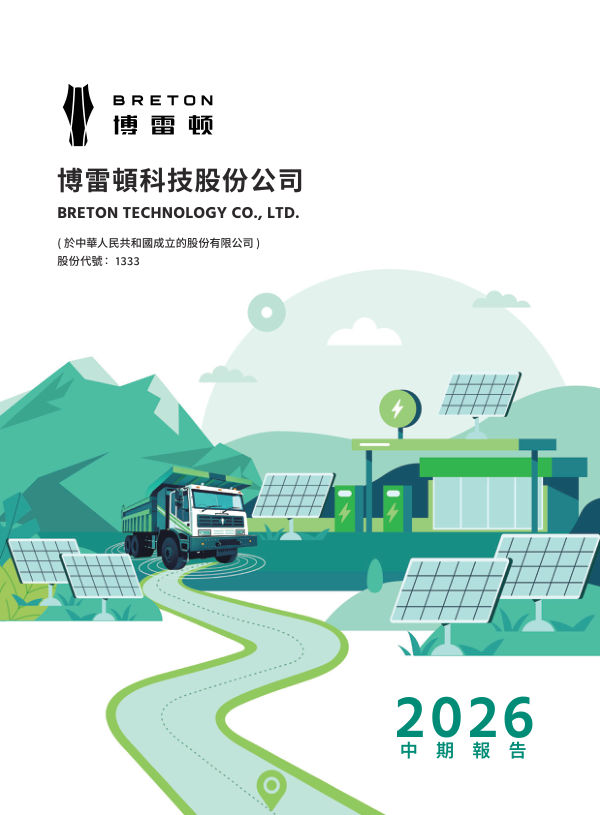 BRETON
博雷顿
博雷頓科技股份公司
BRETON TECHNOLOGY CO., LTD.
( 於中華人民共和國成立的股份有限公司 )
股份代號： 1333
2026
中期報告